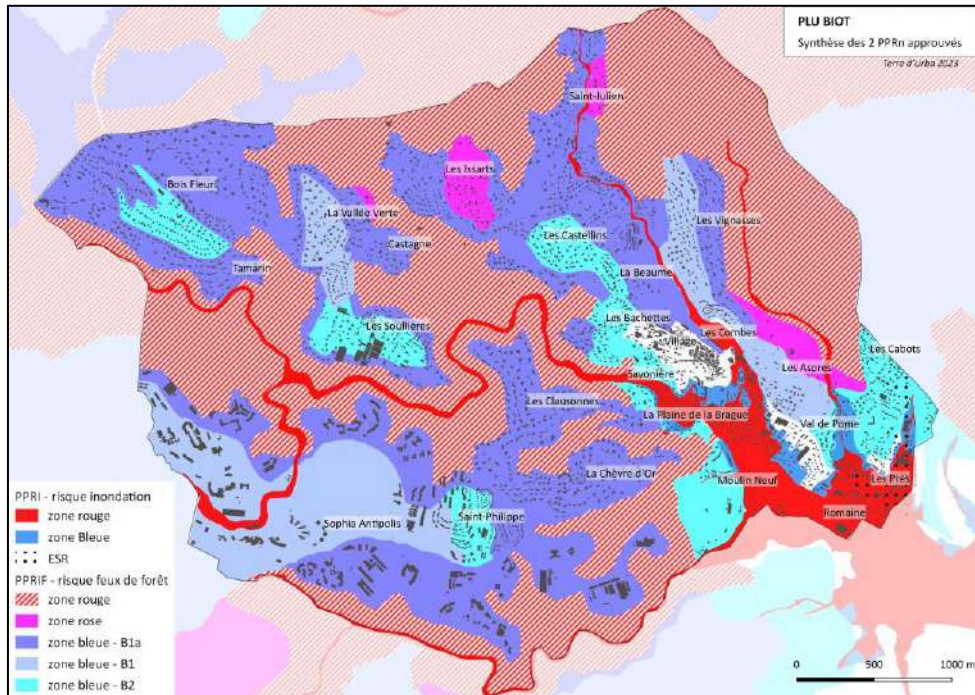 PLU BIOT
Synthèse des 2 PPRn approuvés
Terre d'Urba 2023
Saint-Julien
Les Issarts
Bois Fleuri
La Vallée Verte
Les Vignasses
Les Castellins
Castagne
Tamarin
La Beaume
Les Bachettes
Les Combes
Les Soullières
Village
Les Cabots
Les Aspres
Savonière
Les Clausonnes
La Plaine de la Brague
Val de Pome
La Chèvre d'Or
Moulin Neuf
Les Prés
Romaine
Saint-Philippe
Sophia Antipolis
PPRI - risque inondation
zone rouge
zone Bleue
ESR
PPRIF - risque feux de forêt
zone rouge
zone rose
zone bleue - B1a
zone bleue - B1
zone bleue - B2
0 500 1000 m